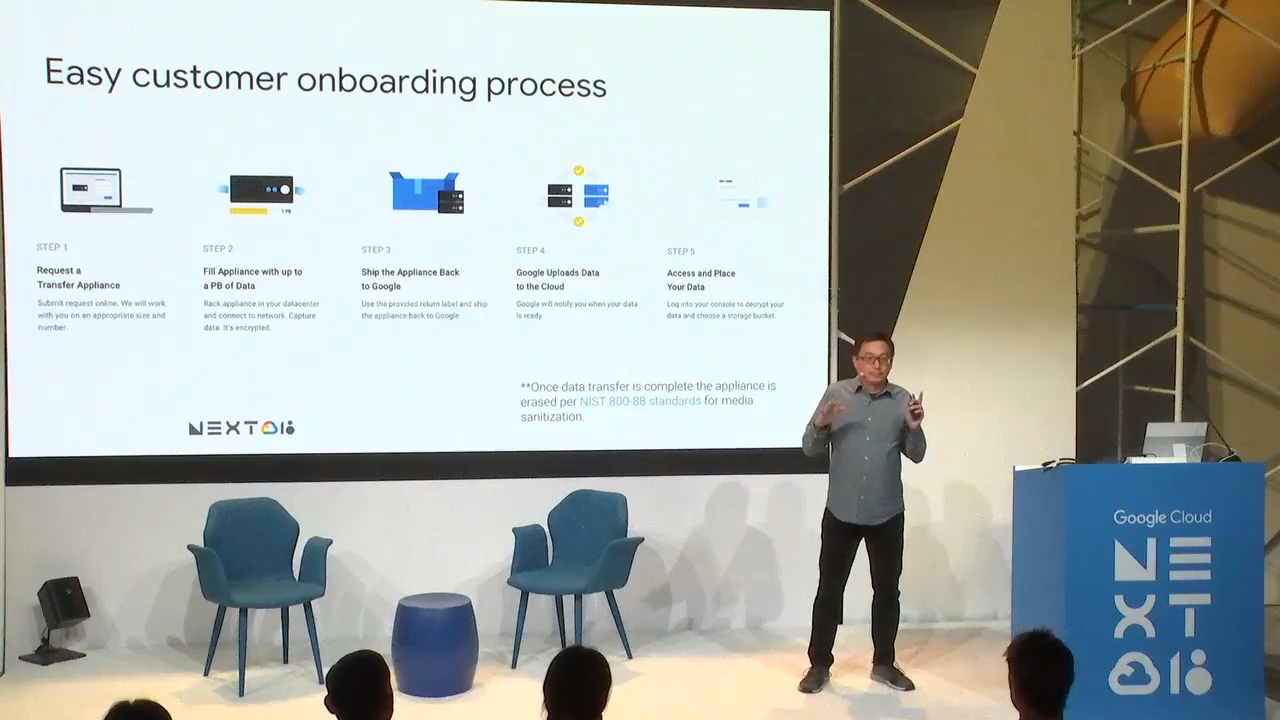 Easy customer onboarding process
1 PB
STEP 1
Request a
Transfer Appliance
Submit request online. We will work
with you on an appropriate size and
number.
STEP 2
Fill Appliance with up to
a PB of Data
Rack appliance in your datacenter
and connect to network. Capture
data. It's encrypted.
STEP 3
Ship the Appliance Back
to Google
Use the provided return label and ship
the appliance back to Google
STEP 4
Google Uploads Data
to the Cloud
Google will notify you when your data
is ready.
STEP 5
Access and Place
Your Data
Log into your console to decrypt your
data and choose a storage bucket.
**Once data transfer is complete the appliance is
erased per NIST 800-88 standards for media
sanitization.
NEXT 18
Google Cloud
NE
XT
18